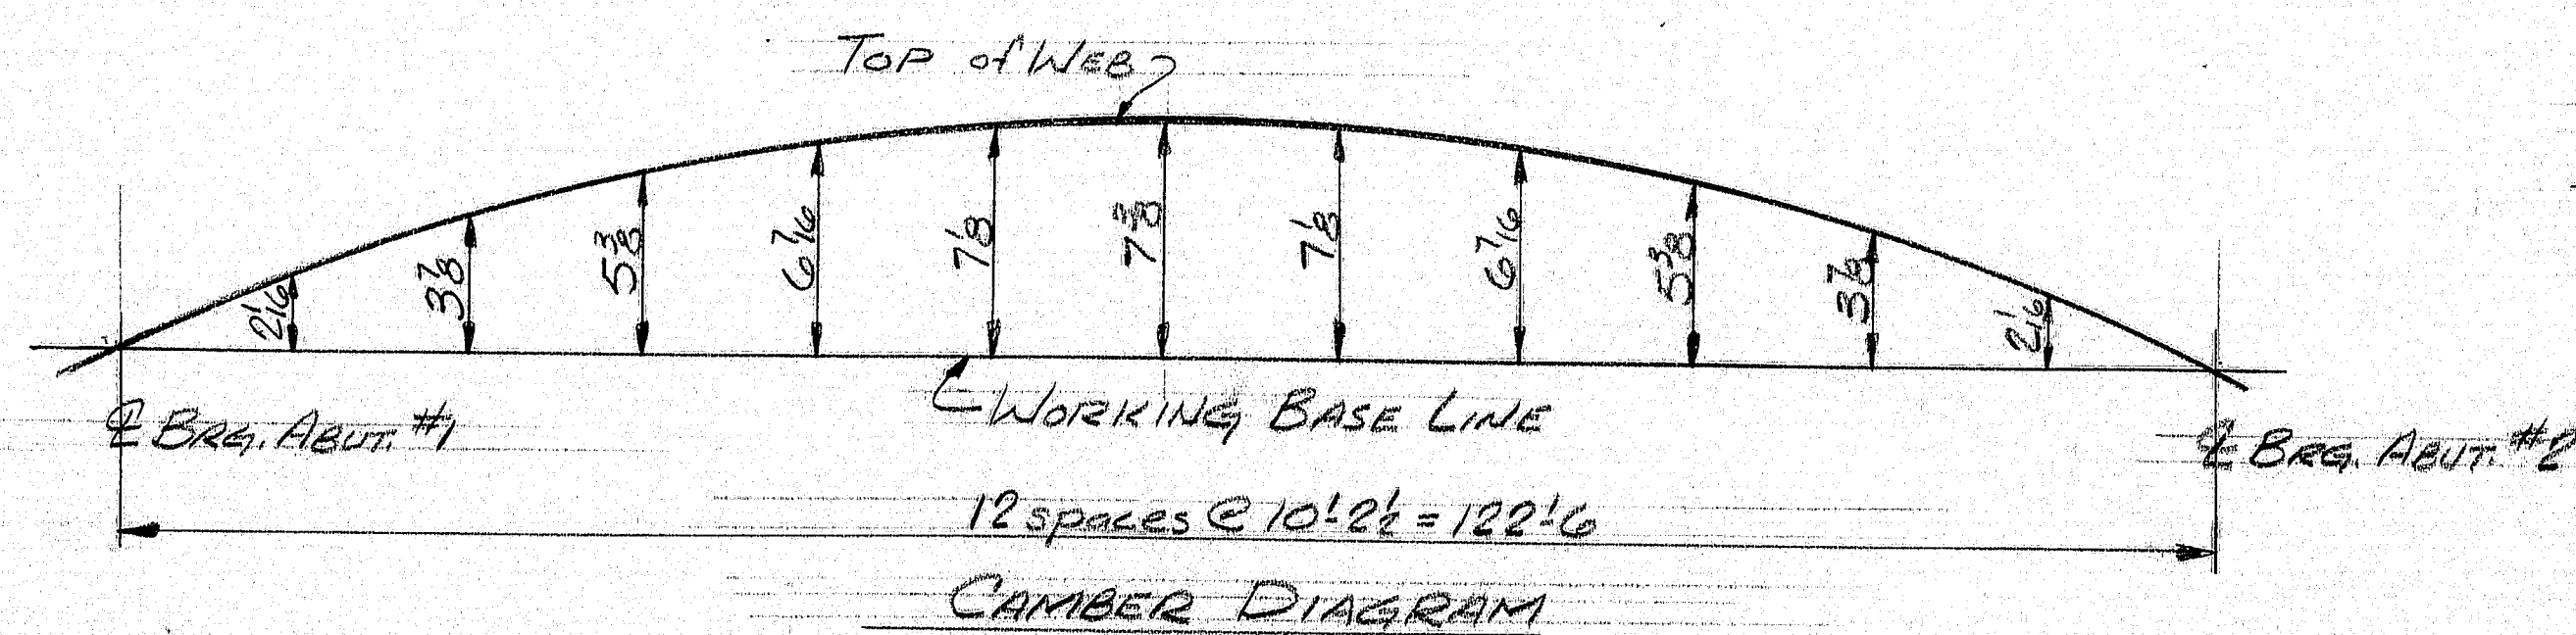 TOP of WEB
2 1/16
3 7/8
5 3/8
6 7/16
7 1/8
7 3/8
7 1/8
6 7/16
5 3/8
3 7/8
2 1/16
WORKING BASE LINE
℄ BRG. ABUT. #1
℄ BRG. ABUT. #2
12 spaces @ 10'-2 1/2 = 122'-6
CAMBER DIAGRAM